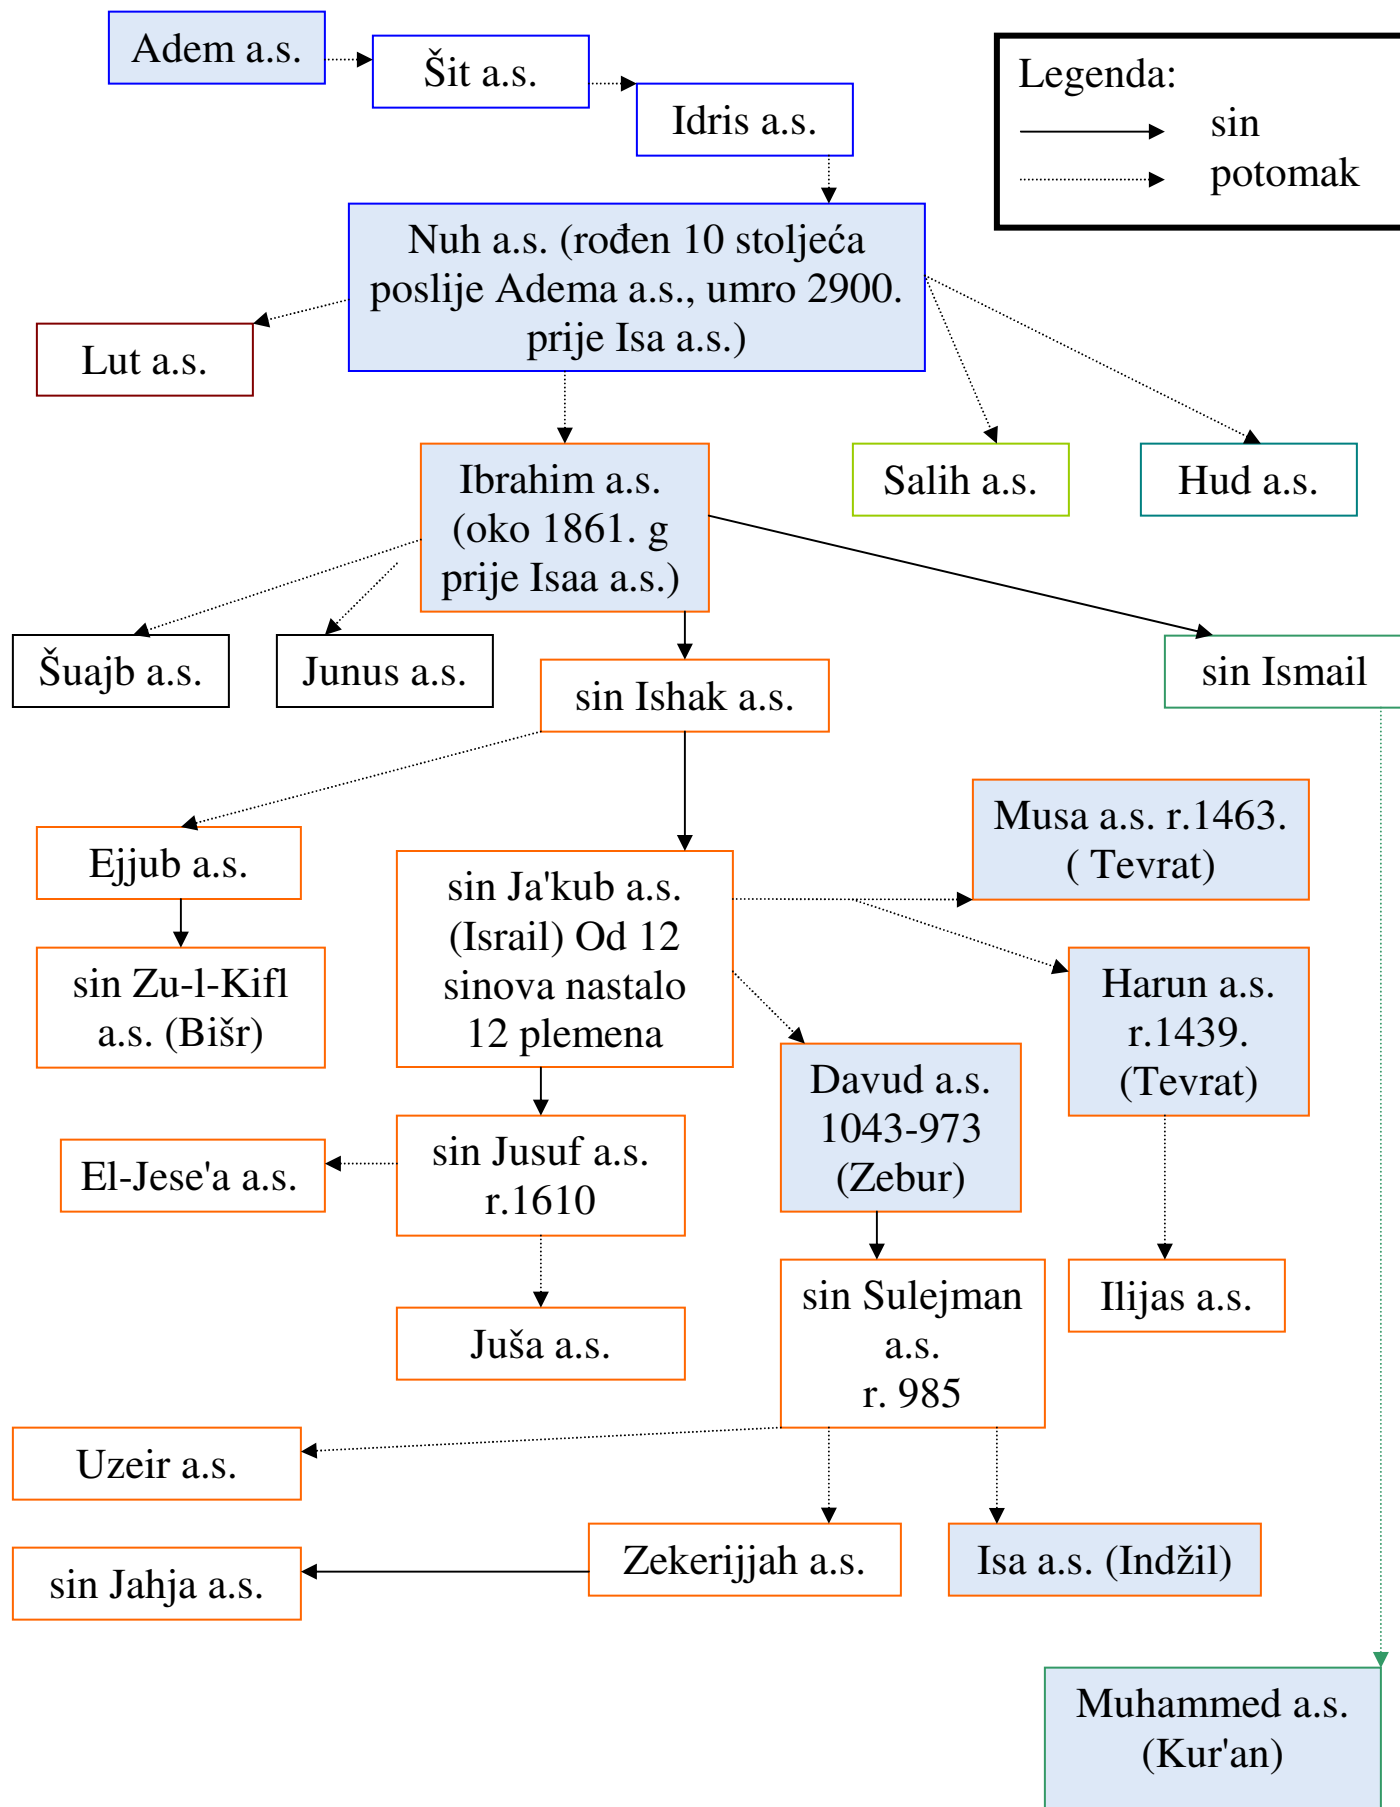 Adem a.s.
Šit a.s.
Idris a.s.
Legenda:
sin
potomak
Nuh a.s. (rođen 10 stoljeća
poslije Adema a.s., umro 2900.
prije Isa a.s.)
Lut a.s.
Ibrahim a.s.
(oko 1861. g
prije Isaa a.s.)
Salih a.s.
Hud a.s.
Šuajb a.s.
Junus a.s.
sin Ishak a.s.
sin Ismail
Musa a.s. r.1463.
( Tevrat)
Ejjub a.s.
sin Ja'kub a.s.
(Israil) Od 12
sinova nastalo
12 plemena
sin Zu-l-Kifl
a.s. (Bišr)
Harun a.s.
r.1439.
(Tevrat)
Davud a.s.
1043-973
(Zebur)
El-Jese'a a.s.
sin Jusuf a.s.
r.1610
sin Sulejman
a.s.
r. 985
Ilijas a.s.
Juša a.s.
Uzeir a.s.
Zekerijjah a.s.
Isa a.s. (Indžil)
sin Jahja a.s.
Muhammed a.s.
(Kur'an)